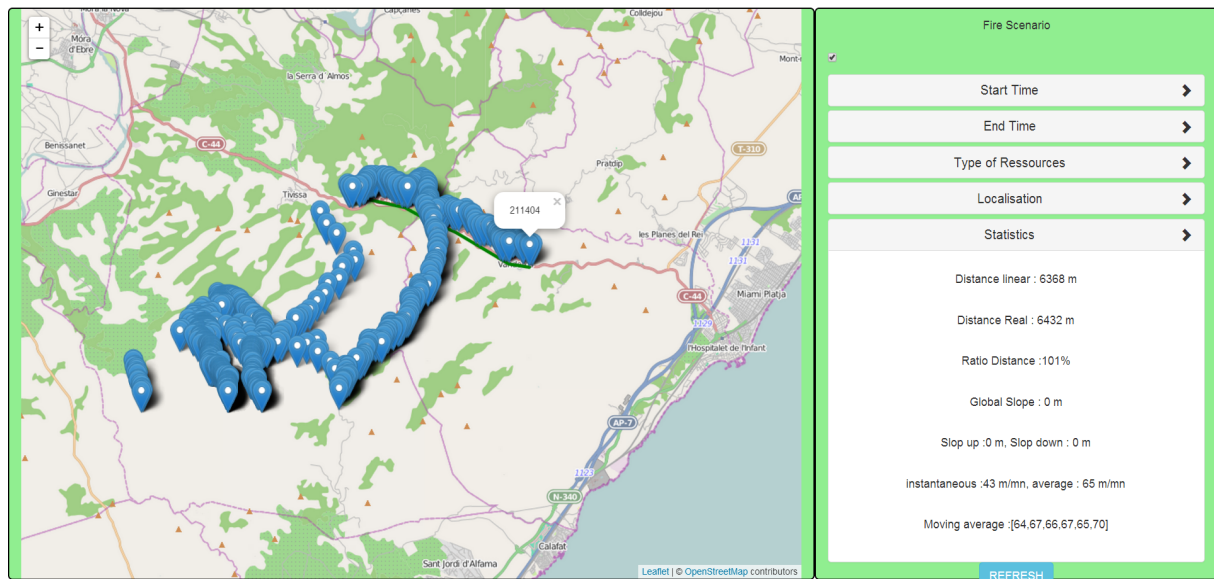 Capçanes
Colldejou
+
−
Móra
d'Ebre
la Serra d'Almos
C-44
Benissanet
T-310
Pratdip
Ginestar
Tivissa
211404
×
les Planes del Rei
1131
1131
C-44
Miami Platja
1129
l'Hospitalet de l'Infant
AP-7
1123
N-340
Calafat
Sant Jordi d'Alfama
Leaflet | © OpenStreetMap contributors
Fire Scenario
Start Time
End Time
Type of Ressources
Localisation
Statistics
Distance linear : 6368 m
Distance Real : 6432 m
Ratio Distance :101%
Global Slope : 0 m
Slop up :0 m, Slop down : 0 m
instantaneous :43 m/mn, average : 65 m/mn
Moving average :[64,67,66,67,65,70]
REFRESH